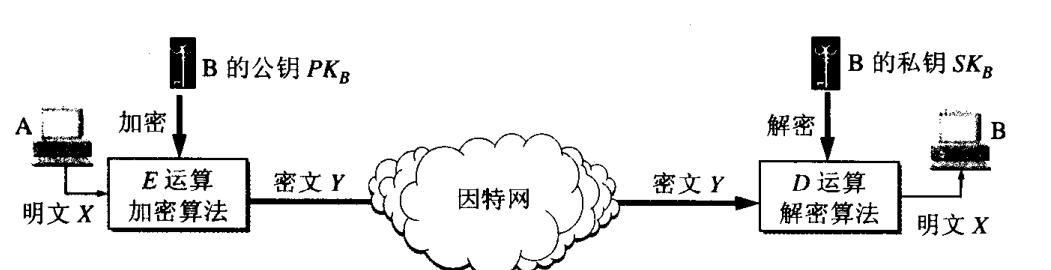 B 的公钥 PK_B
B 的私钥 SK_B
A
加密
解密
B
E 运算
加密算法
密文 Y
因特网
密文 Y
D 运算
解密算法
明文 X
明文 X